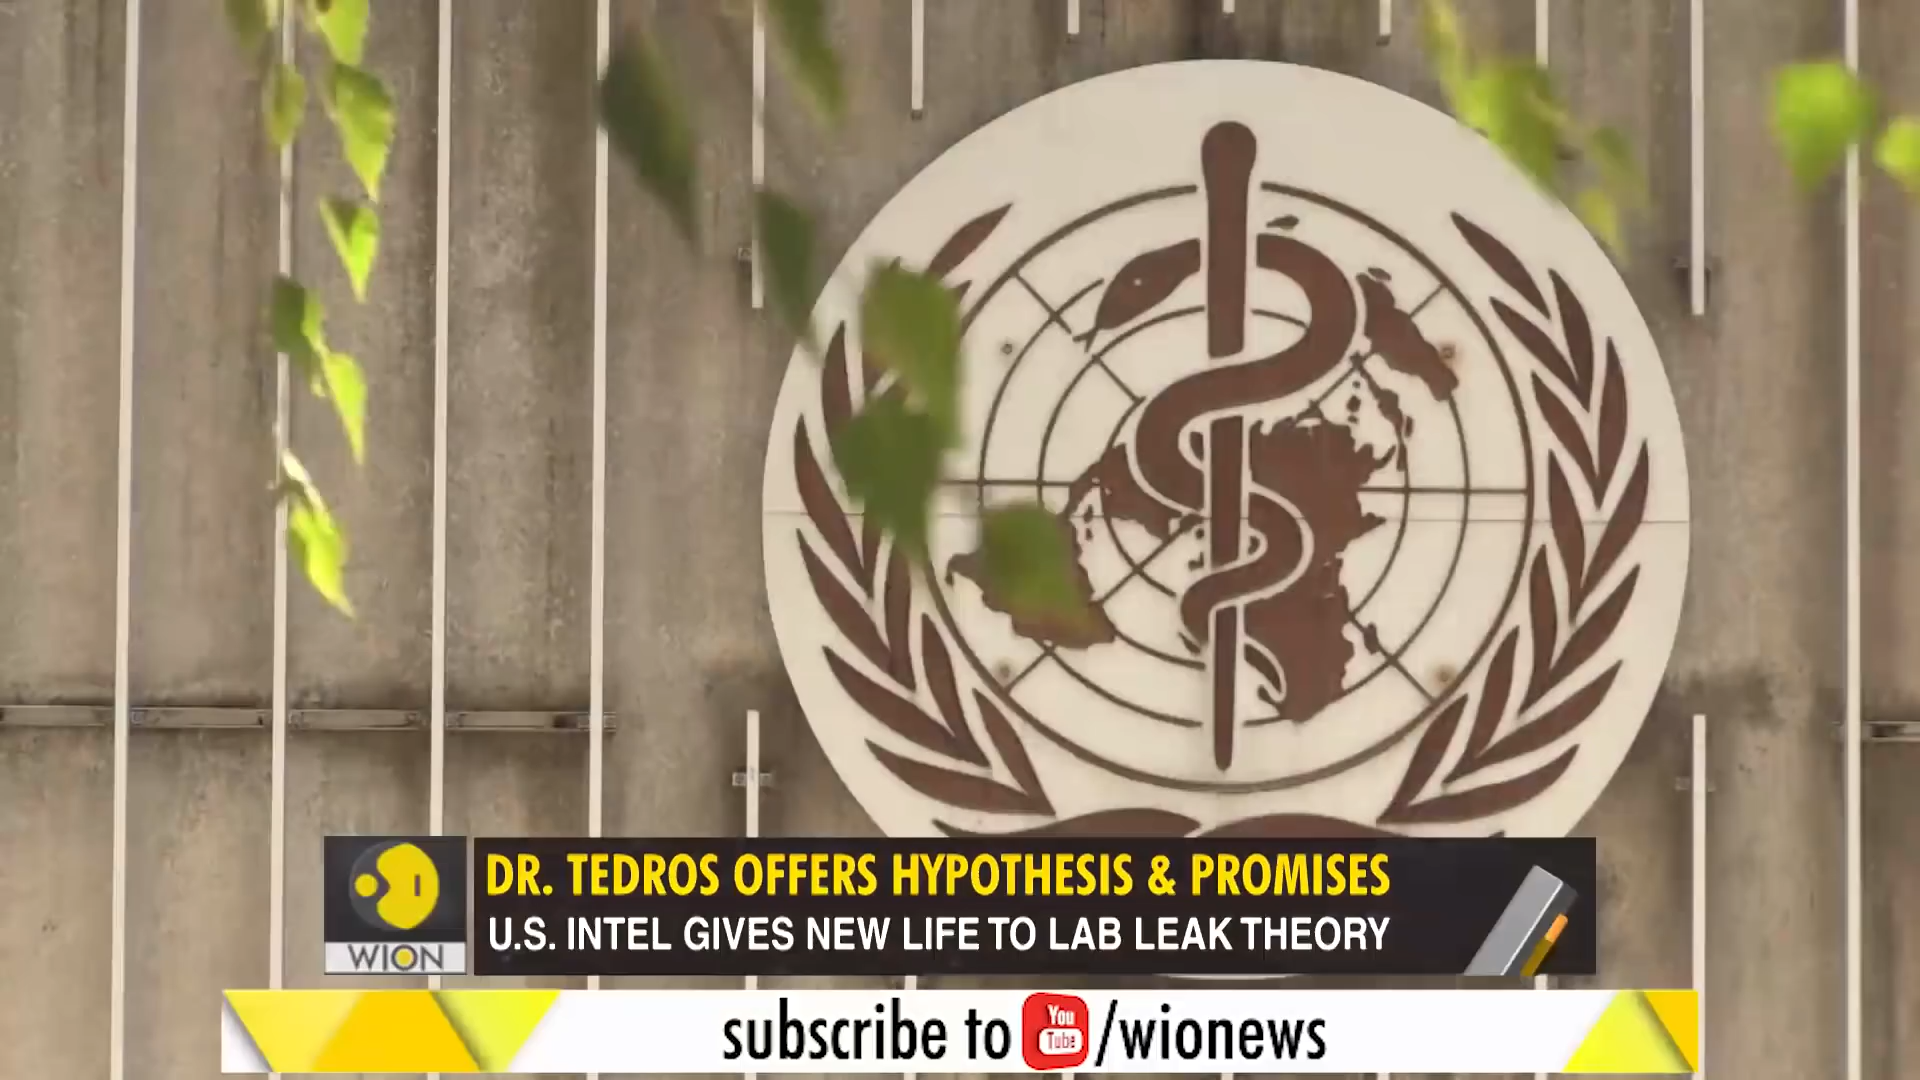 DR. TEDROS OFFERS HYPOTHESIS & PROMISES
U.S. INTEL GIVES NEW LIFE TO LAB LEAK THEORY
WION
subscribe to You Tube /wionews